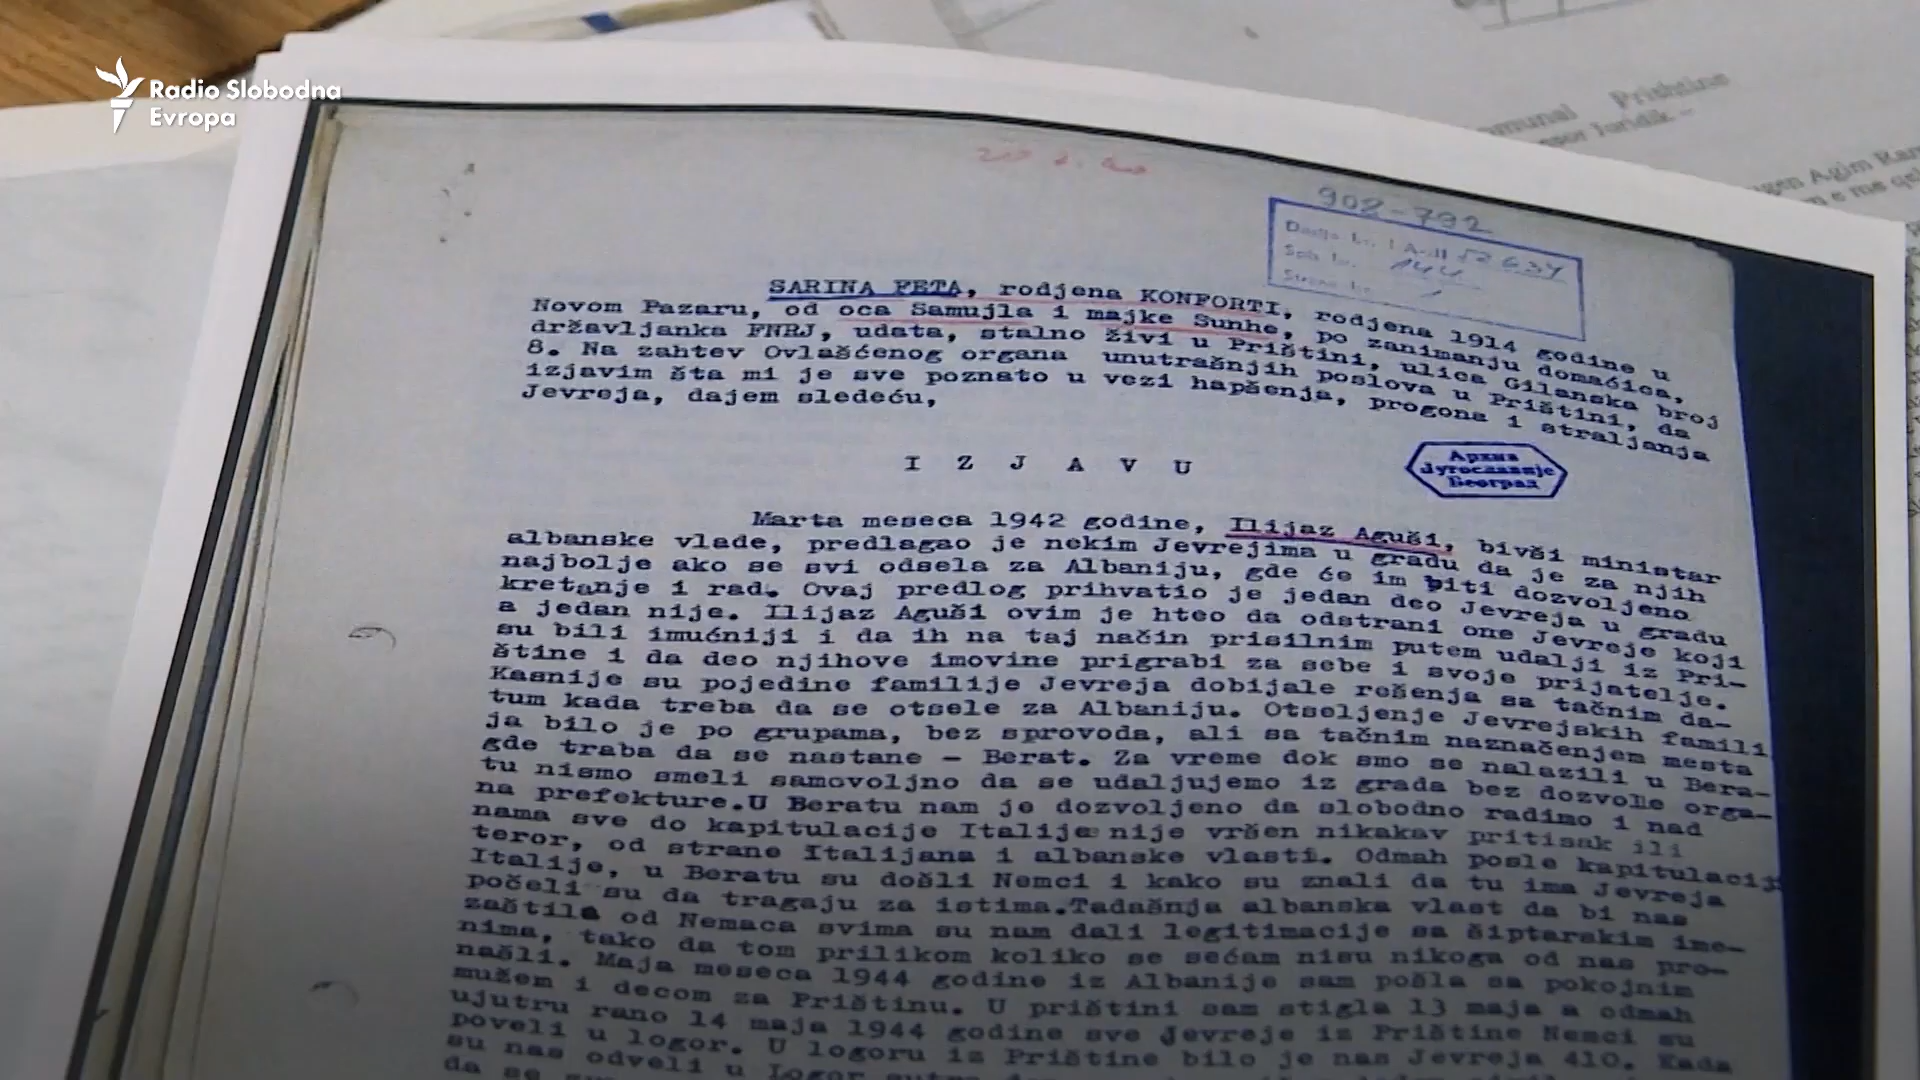 Radio Slobodna
Evropa
omunal Prishtine
Agim
902-792
SARINA FETA, rodjena KONFORTI, rodjena 1914 godine u
Novom Pazaru, od oca Samujla i majke Sunhe, po zanimanju domaćica,
državljanka FNRJ, udata, stalno živi u Prištini, ulica Gilanska broj
8. Na zahtev Ovlašćenog organa unutrašnjih poslova u Prištini, da
izjavim šta mi je sve poznato u vezi hapšenja, progona i straljanja
Jevreja, dajem sledeću,
I Z J A V U
Архив
Југославије
Београд
Marta meseca 1942 godine, Ilijaz Aguši, bivši ministar
albanske vlade, predlagao je nekim Jevrejima u gradu da je za njih
najbolje ako se svi odsela za Albaniju, gde će im biti dozvoljeno
kretanje i rad. Ovaj predlog prihvatio je jedan deo Jevreja u gradu
a jedan nije. Ilijaz Aguši ovim je hteo da odstrani one Jevreje koji
su bili imućniji i da ih na taj način prisilnim putem udalji iz Pri-
štine i da deo njihove imovine prigrabi za sebe i svoje prijatelje.
Kasnije su pojedine familije Jevreja dobijale rešenja sa tačnim da-
tum kada treba da se otsele za Albaniju. Otseljenje Jevrejskih famili
ja bilo je po grupama, bez sprovoda, ali sa tačnim naznačenjem mesta
gde traba da se nastane - Berat. Za vreme dok smo se nalazili u Bera-
tu nismo smeli samovoljno da se udaljujemo iz grada bez dozvole orga-
na prefekture.U Beratu nam je dozvoljeno da slobodno radimo i nad
nama sve do kapitulacije Italije nije vršen nikakav pritisak ili
teror, od strane Italijana i albanske vlasti. Odmah posle kapitulacij
Italije, u Beratu su došli Nemci i kako su znali da tu ima Jevreja
počeli su da tragaju za istima.Tadašnja albanska vlast da bi nas
zaštila od Nemaca svima su nam dali legitimacije sa šiptarskim ime-
nima, tako da tom prilikom koliko se sećam nisu nikoga od nas pro-
našli. Maja meseca 1944 godine iz Albanije sam pošla sa pokojnim
mužem i decom za Prištinu. U prištini sam stigla 13 maja a odmah
ujutru rano 14 maja 1944 godine sve Jevreje iz Prištine Nemci su
poveli u logor. U logoru iz Prištine bilo je nas Jevreja 410. Kada
su nas odveli u Logor
da se